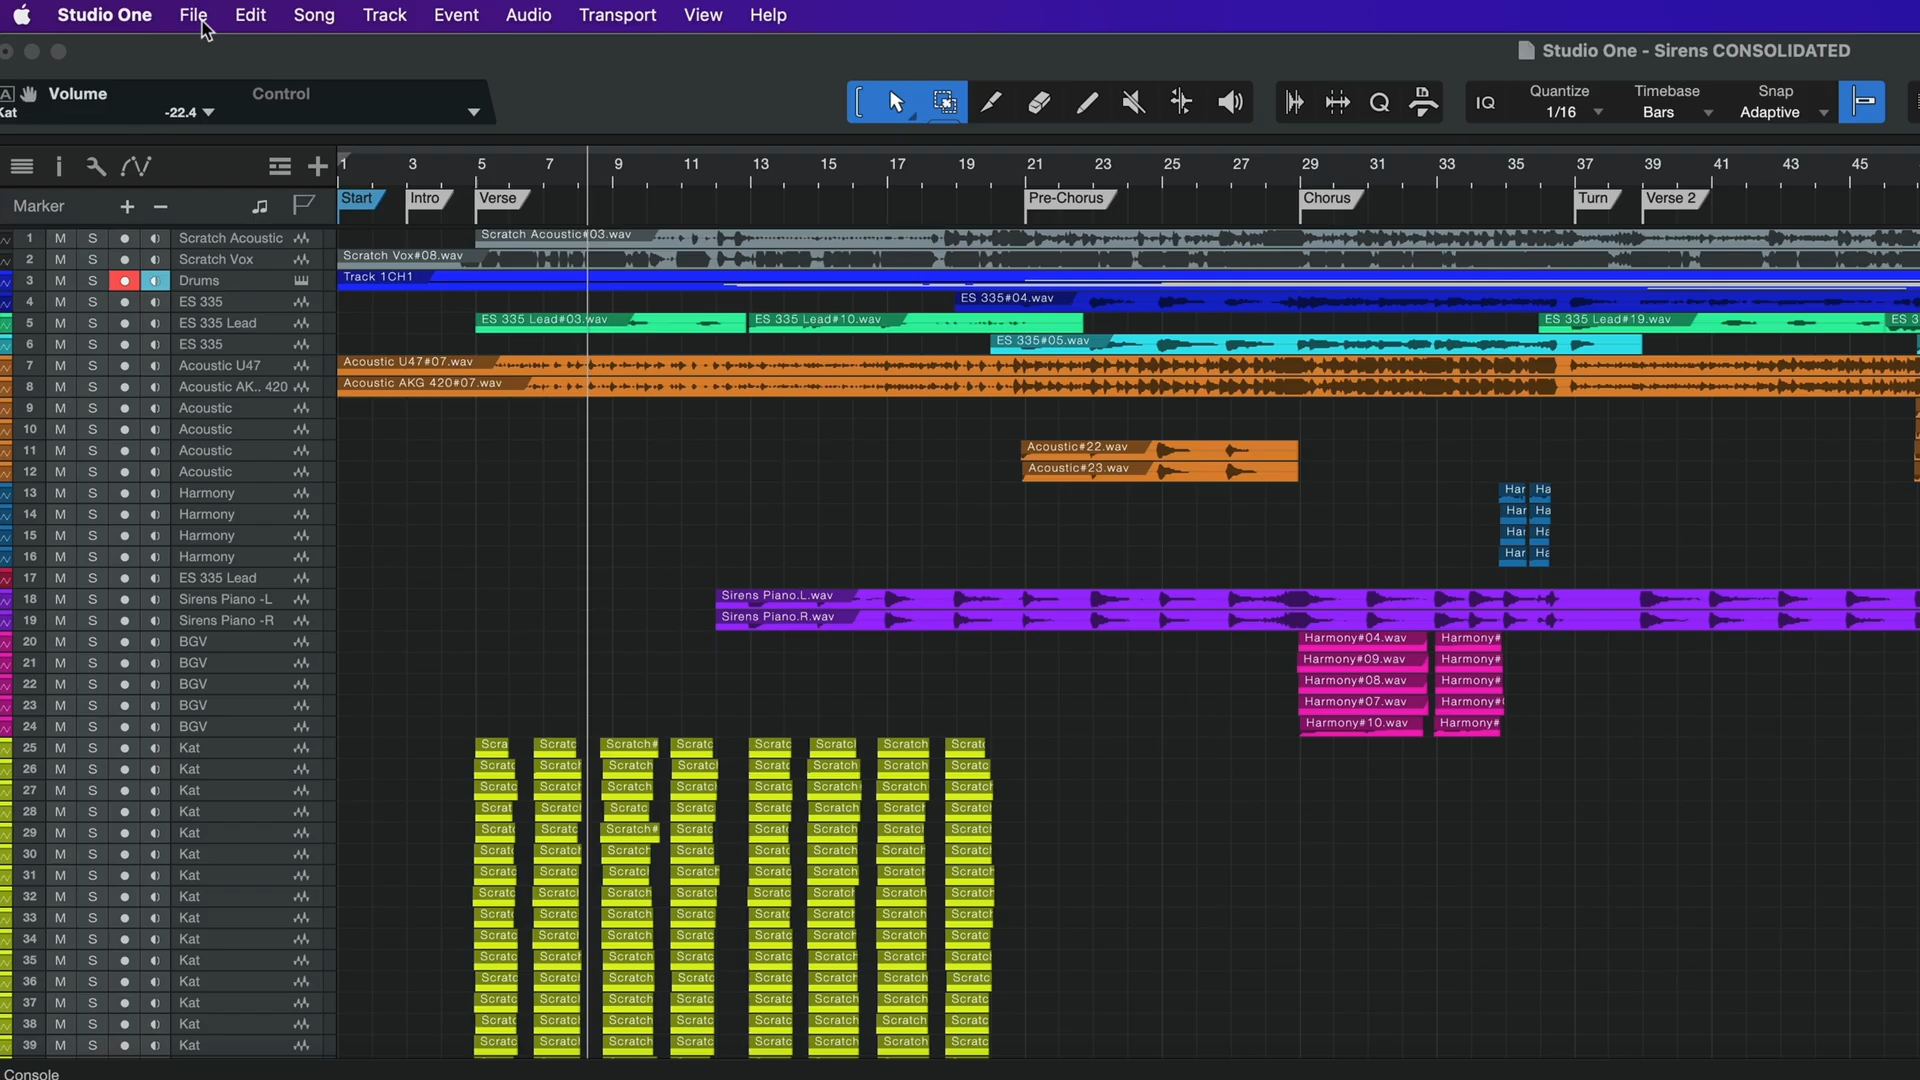 Studio One File Edit Song Track Event Audio Transport View Help
Studio One - Sirens CONSOLIDATED
A Volume Control
Kat -22.4
IQ Quantize 1/16 Timebase Bars Snap Adaptive
1 3 5 7 9 11 13 15 17 19 21 23 25 27 29 31 33 35 37 39 41 43 45
Marker Start Intro Verse Pre-Chorus Chorus Turn Verse 2
1 M S Scratch Acoustic Scratch Acoustic#03.wav
2 M S Scratch Vox Scratch Vox#08.wav
3 M S Drums Track 1CH1
4 M S ES 335 ES 335#04.wav
5 M S ES 335 Lead ES 335 Lead#03.wav ES 335 Lead#10.wav ES 335 Lead#19.wav ES 3
6 M S ES 335 ES 335#05.wav
7 M S Acoustic U47 Acoustic U47#07.wav
8 M S Acoustic AK.. 420 Acoustic AKG 420#07.wav
9 M S Acoustic
10 M S Acoustic
11 M S Acoustic Acoustic#22.wav
12 M S Acoustic Acoustic#23.wav
13 M S Harmony Har Ha
14 M S Harmony Har Ha
15 M S Harmony Har Ha
16 M S Harmony Har Ha
17 M S ES 335 Lead
18 M S Sirens Piano -L Sirens Piano.L.wav
19 M S Sirens Piano -R Sirens Piano.R.wav
20 M S BGV Harmony#04.wav Harmony#
21 M S BGV Harmony#09.wav Harmony#
22 M S BGV Harmony#08.wav Harmony#
23 M S BGV Harmony#07.wav Harmony#
24 M S BGV Harmony#10.wav Harmony#
25 M S Kat Scra Scratc Scratch# Scratch Scratc Scratch Scratch Scratc
26 M S Kat Scratc Scratch Scratch Scratch Scratc Scratch Scratch Scratc
27 M S Kat Scratc Scratch Scratch Scratch Scratc Scratch Scratch Scratch
28 M S Kat Scrat Scratch Scratc Scratc Scratc Scratch Scratch Scratch
29 M S Kat Scratc Scratc Scratch# Scratc Scratc Scratch Scratch Scratch
30 M S Kat Scratc Scratch Scratch Scratc Scratc Scratch Scratch Scratc
31 M S Kat Scratc Scratch Scratch Scratch Scratc Scratch Scratch Scratch
32 M S Kat Scratc Scratch Scratch Scratch Scratc Scratch Scratch Scratch
33 M S Kat Scratc Scratch Scratch Scratch Scratc Scratch Scratch Scratch
34 M S Kat Scratc Scratch Scratch Scratc Scratc Scratch Scratch Scratc
35 M S Kat Scratc Scratch Scratch Scratc Scratc Scratch Scratch Scratc
36 M S Kat Scratc Scratch Scratch Scratc Scratc Scratch Scratch Scratc
37 M S Kat Scratc Scratch Scratch Scratc Scratc Scratch Scratch Scratc
38 M S Kat Scratc Scratch Scratch Scratc Scratc Scratch Scratch Scratc
39 M S Kat Scratc Scratch Scratch Scratc Scratc Scratch Scratch Scratc
Console